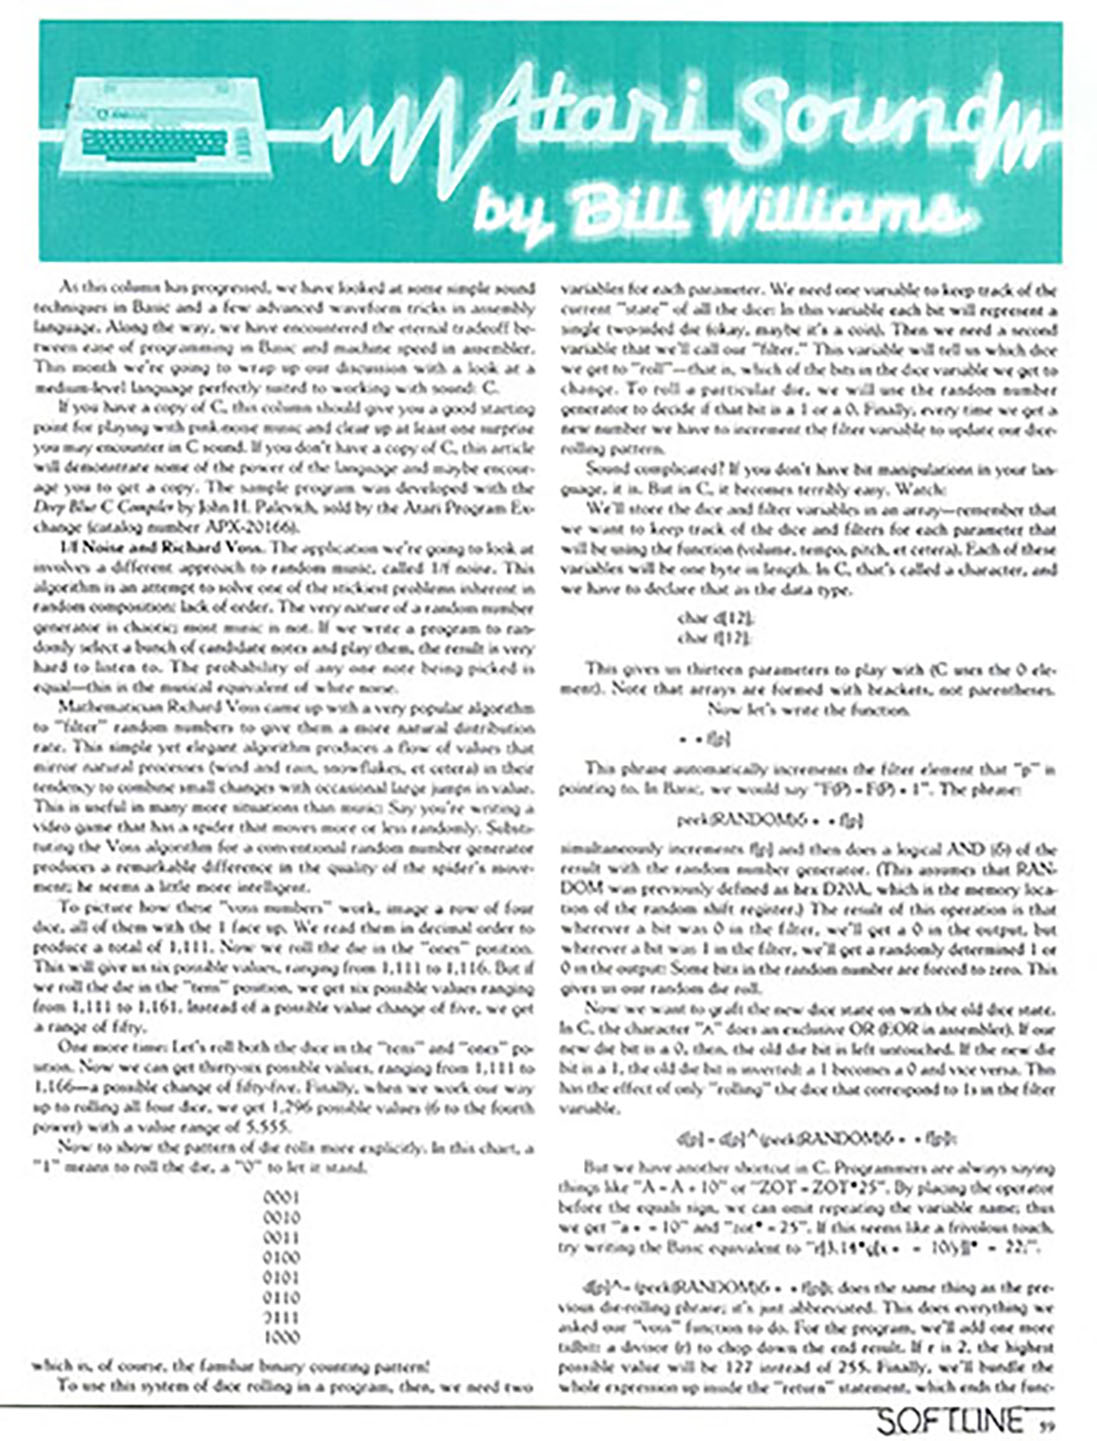 Atari Sound
by Bill Williams
As this column has progressed, we have looked at some simple sound
techniques in Basic and a few advanced waveform tricks in assembly
language. Along the way, we have encountered the eternal tradeoff be-
tween ease of programming in Basic and machine speed in assembler.
This month we're going to wrap up our discussion with a look at a
medium-level language perfectly suited to working with sound: C.
If you have a copy of C, this column should give you a good starting
point for playing with pink-noise music and clear up at least one surprise
you may encounter in C sound. If you don't have a copy of C, this article
will demonstrate some of the power of the language and maybe encour-
age you to get a copy. The sample program was developed with the
Deep Blue C Compiler by John H. Palevich, sold by the Atari Program Ex-
change (catalog number APX-20166).
1/f Noise and Richard Voss. The application we're going to look at
involves a different approach to random music, called 1/f noise. This
algorithm is an attempt to solve one of the stickiest problems inherent in
random composition: lack of order. The very nature of a random number
generator is chaotic; most music is not. If we write a program to ran-
domly select a bunch of candidate notes and play them, the result is very
hard to listen to. The probability of any one note being picked is
equal—this is the musical equivalent of white noise.
Mathematician Richard Voss came up with a very popular algorithm
to "filter" random numbers to give them a more natural distribution
rate. This simple yet elegant algorithm produces a flow of values that
mirror natural processes (wind and rain, snowflakes, et cetera) in their
tendency to combine small changes with occasional large jumps in value.
This is useful in many more situations than music: Say you're writing a
video game that has a spider that moves more or less randomly. Substi-
tuting the Voss algorithm for a conventional random number generator
produces a remarkable difference in the quality of the spider's move-
ment; he seems a little more intelligent.
To picture how these "voss numbers" work, image a row of four
dice, all of them with the 1 face up. We read them in decimal order to
produce a total of 1,111. Now we roll the die in the "ones" position.
This will give us six possible values, ranging from 1,111 to 1,116. But if
we roll the die in the "tens" position, we get six possible values ranging
from 1,111 to 1,161. Instead of a possible value change of five, we get
a range of fifty.
One more time: Let's roll both the dice in the "tens" and "ones" po-
sition. Now we can get thirty-six possible values, ranging from 1,111 to
1,166—a possible change of fifty-five. Finally, when we work our way
up to rolling all four dice, we get 1,296 possible values (6 to the fourth
power) with a value range of 5,555.
Now to show the pattern of die rolls more explicitly. In this chart, a
"1" means to roll the die, a "0" to let it stand.
0001
0010
0011
0100
0101
0110
0111
1000
which is, of course, the familiar binary counting pattern!
To use this system of dice rolling in a program, then, we need two
variables for each parameter. We need one variable to keep track of the
current "state" of all the dice: In this variable each bit will represent a
single two-sided die (okay, maybe it's a coin). Then we need a second
variable that we'll call our "filter." This variable will tell us which dice
we get to "roll"—that is, which of the bits in the dice variable we get to
change. To roll a particular die, we will use the random number
generator to decide if that bit is a 1 or a 0. Finally, every time we get a
new number we have to increment the filter variable to update our dice-
rolling pattern.
Sound complicated? If you don't have bit manipulations in your lan-
guage, it is. But in C, it becomes terribly easy. Watch:
We'll store the dice and filter variables in an array—remember that
we want to keep track of the dice and filters for each parameter that
will be using the function (volume, tempo, pitch, et cetera). Each of these
variables will be one byte in length. In C, that's called a character, and
we have to declare that as the data type.
char d[12];
char f[12];
This gives us thirteen parameters to play with (C uses the 0 ele-
ment). Note that arrays are formed with brackets, not parentheses.
Now let's write the function.
+ + f[p]
This phrase automatically increments the filter element that "p" is
pointing to. In Basic, we would say "F(P) = F(P) + 1". The phrase:
peek(RANDOM)& + + f[p]
simultaneously increments f[p] and then does a logical AND (&) of the
result with the random number generator. (This assumes that RAN-
DOM was previously defined as hex D20A, which is the memory loca-
tion of the random shift register.) The result of this operation is that
wherever a bit was 0 in the filter, we'll get a 0 in the output, but
wherever a bit was 1 in the filter, we'll get a randomly determined 1 or
0 in the output: Some bits in the random number are forced to zero. This
gives us our random die roll.
Now we want to graft the new dice state on with the old dice state.
In C, the character "^" does an exclusive OR (EOR in assembler). If our
new die bit is a 0, then, the old die bit is left untouched. If the new die
bit is a 1, the old die bit is inverted: a 1 becomes a 0 and vice versa. This
has the effect of only "rolling" the dice that correspond to 1s in the filter
variable.
d[p] = d[p]^(peek(RANDOM)& + + f[p]);
But we have another shortcut in C. Programmers are always saying
things like "A = A + 10" or "ZOT = ZOT*25". By placing the operator
before the equals sign, we can omit repeating the variable name; thus
we get "a + = 10" and "zot* = 25". If this seems like a frivolous touch,
try writing the Basic equivalent to
d[p]^= (peek(RANDOM)& + + f[p]); does the same thing as the pre-
vious die-rolling phrase; it's just abbreviated. This does everything we
asked our "voss" function to do. For the program, we'll add one more
tidbit: a divisor (r) to chop down the end result. If r is 2, the highest
possible value will be 127 instead of 255. Finally, we'll bundle the
whole expression up inside the "return" statement, which ends the func-
SOFTLINE 59